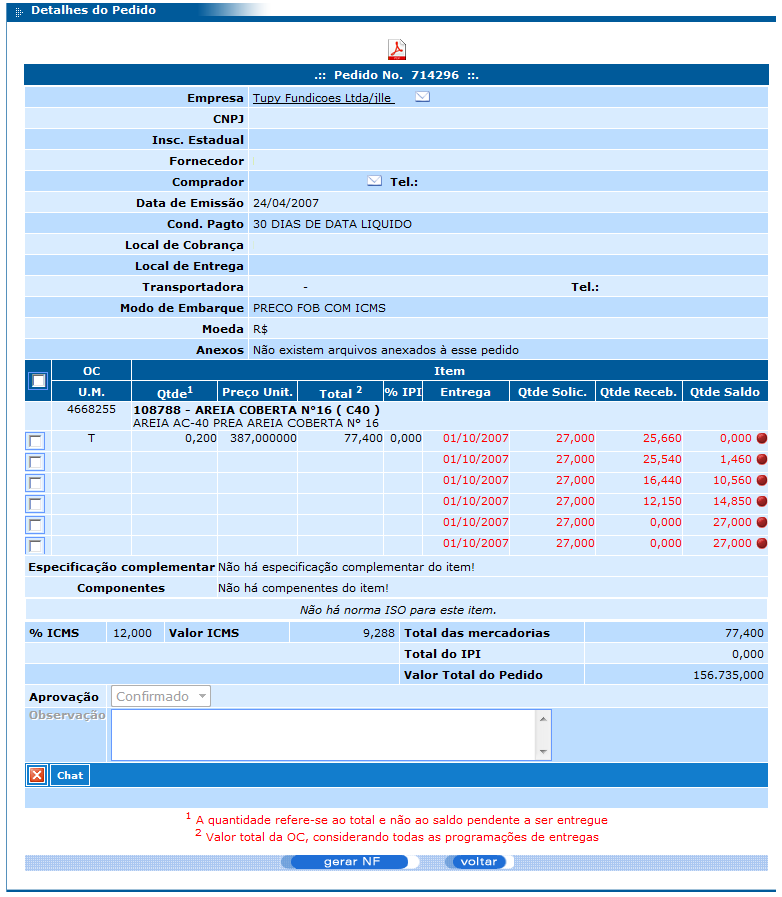 Detalhes do Pedido
.:: Pedido No. 714296 ::.
Empresa Tupy Fundicoes Ltda/jlle
CNPJ
Insc. Estadual
Fornecedor
Comprador Tel.:
Data de Emissão 24/04/2007
Cond. Pagto 30 DIAS DE DATA LIQUIDO
Local de Cobrança
Local de Entrega
Transportadora - Tel.:
Modo de Embarque PRECO FOB COM ICMS
Moeda R$
Anexos Não existem arquivos anexados à esse pedido
OC Item
U.M. Qtde1 Preço Unit. Total 2 % IPI Entrega Qtde Solic. Qtde Receb. Qtde Saldo
4668255 108788 - AREIA COBERTA N°16 ( C40 )
AREIA AC-40 PREA AREIA COBERTA N° 16
T 0,200 387,000000 77,400 0,000 01/10/2007 27,000 25,660 0,000
01/10/2007 27,000 25,540 1,460
01/10/2007 27,000 16,440 10,560
01/10/2007 27,000 12,150 14,850
01/10/2007 27,000 0,000 27,000
01/10/2007 27,000 0,000 27,000
Especificação complementar Não há especificação complementar do item!
Componentes Não há compenentes do item!
Não há norma ISO para este item.
% ICMS 12,000 Valor ICMS 9,288 Total das mercadorias 77,400
Total do IPI 0,000
Valor Total do Pedido 156.735,000
Aprovação Confirmado
Observação
Chat
1 A quantidade refere-se ao total e não ao saldo pendente a ser entregue
2 Valor total da OC, considerando todas as programações de entregas
gerar NF voltar